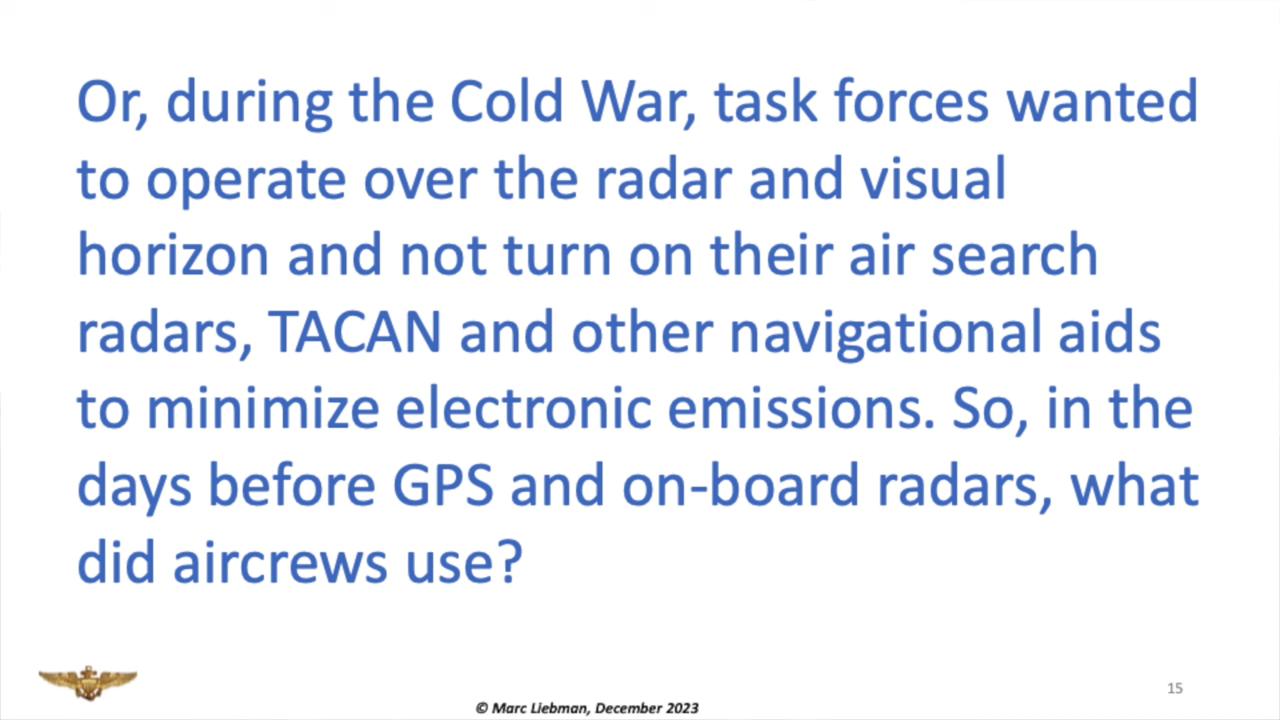 Or, during the Cold War, task forces wanted
to operate over the radar and visual
horizon and not turn on their air search
radars, TACAN and other navigational aids
to minimize electronic emissions. So, in the
days before GPS and on-board radars, what
did aircrews use?
15
© Marc Liebman, December 2023